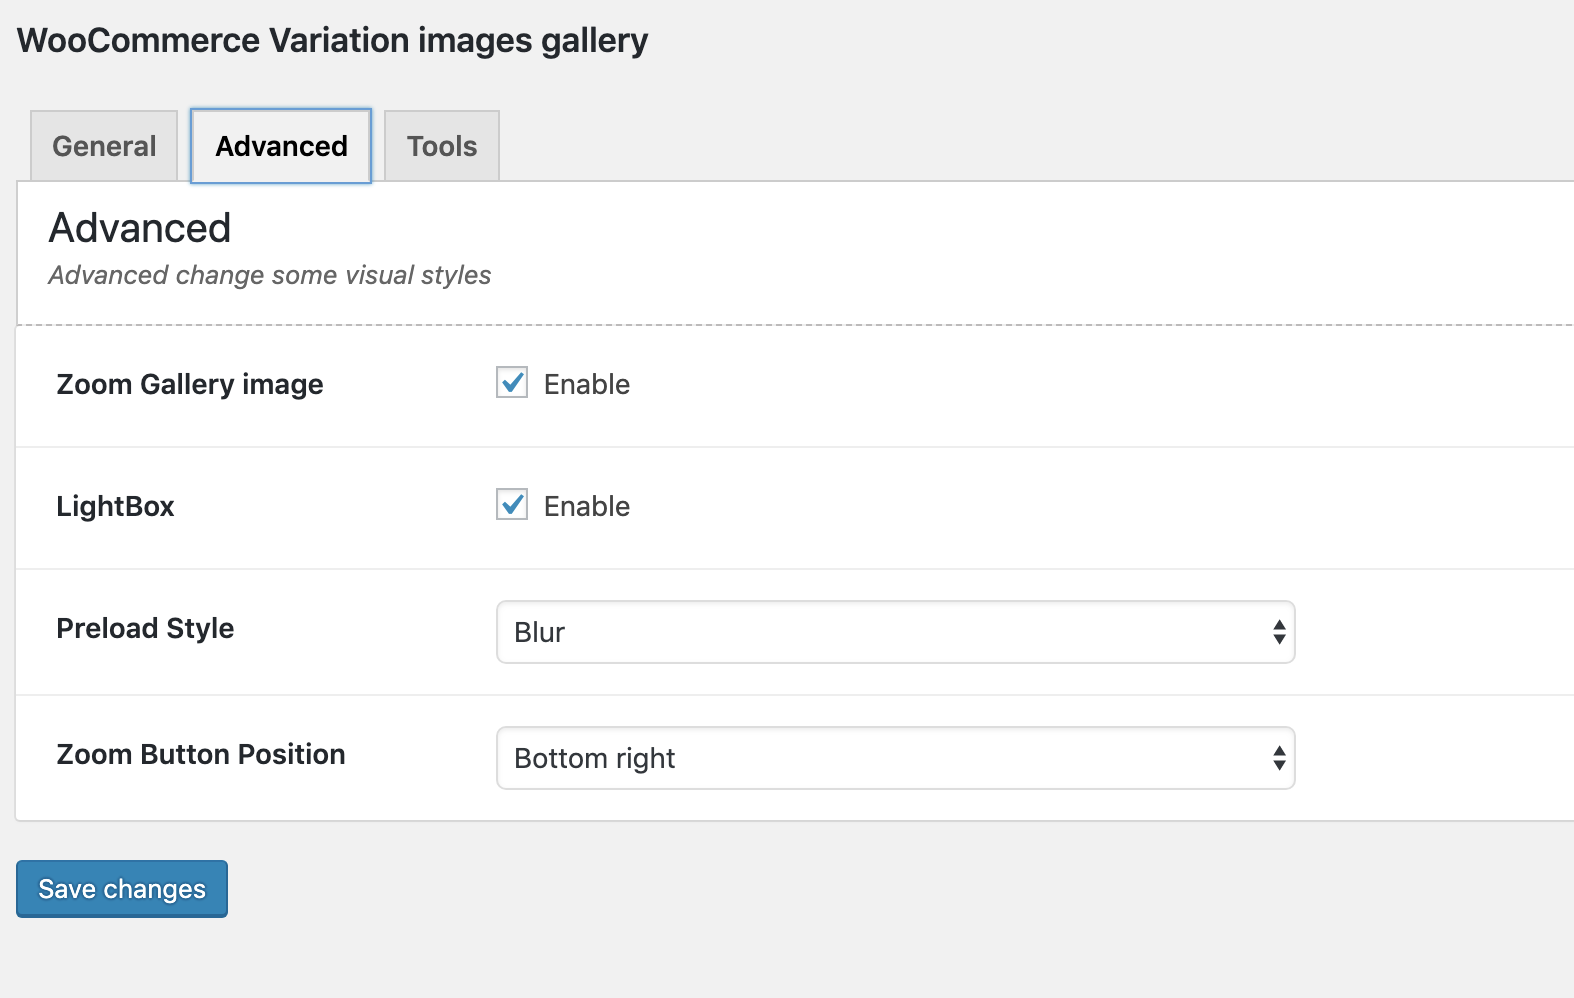 WooCommerce Variation images gallery
General Advanced Tools
Advanced
Advanced change some visual styles
Zoom Gallery image Enable
LightBox Enable
Preload Style Blur
Zoom Button Position Bottom right
Save changes